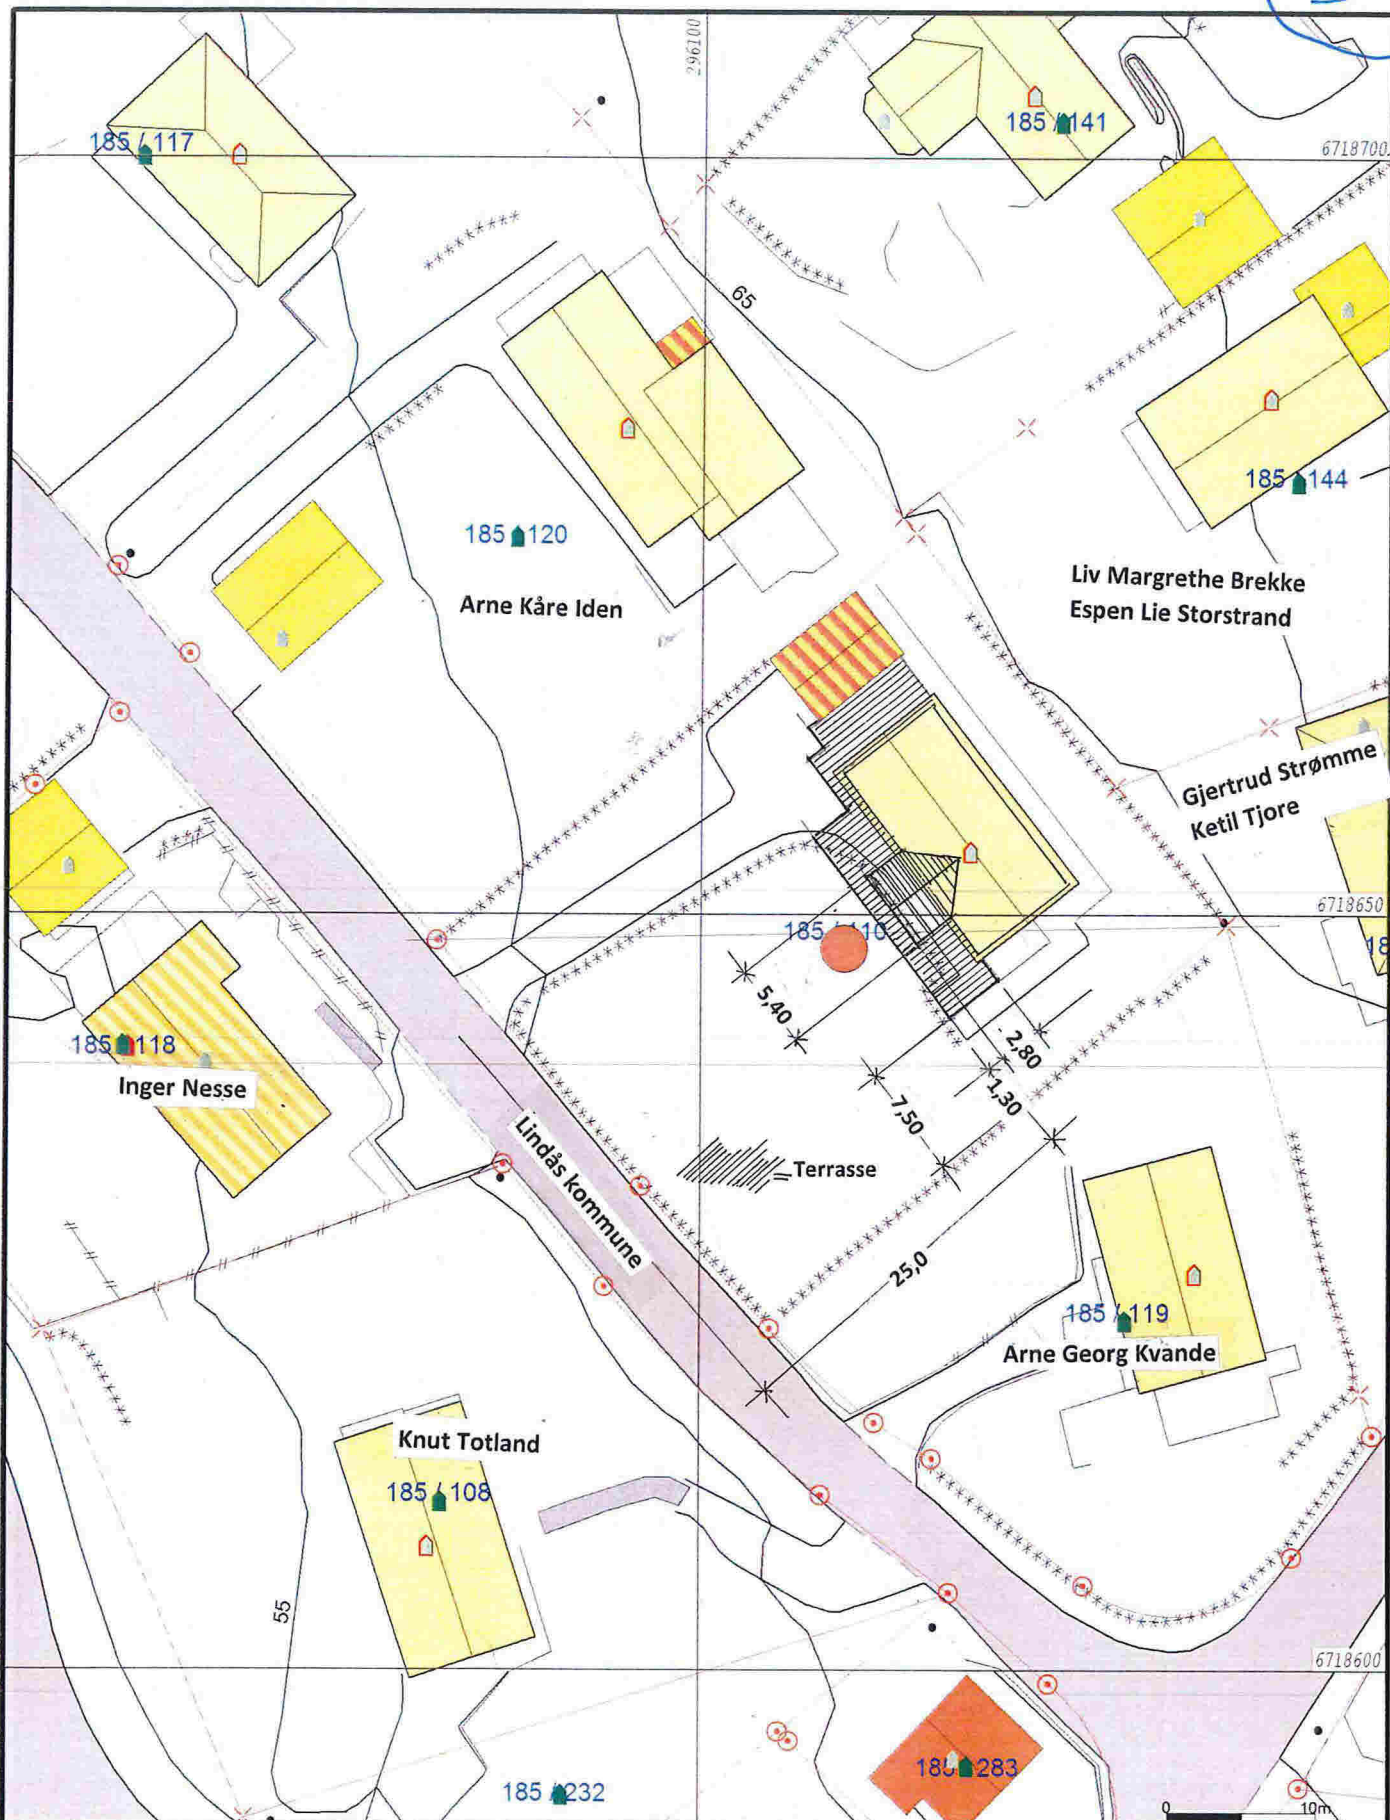 296100
185 / 117
185 / 141
6718700
65
185 / 144
185 / 120
Liv Margrethe Brekke
Espen Lie Storstrand
Arne Kåre Iden
Gjertrud Strømme
Ketil Tjore
6718650
185 / 110
18
5,40
2,80
185 / 118
Inger Nesse
1,30
7,50
Lindås kommune
Terrasse
25,0
185 / 119
Arne Georg Kvande
Knut Totland
185 / 108
55
6718600
185 / 283
185 / 232
0 10m